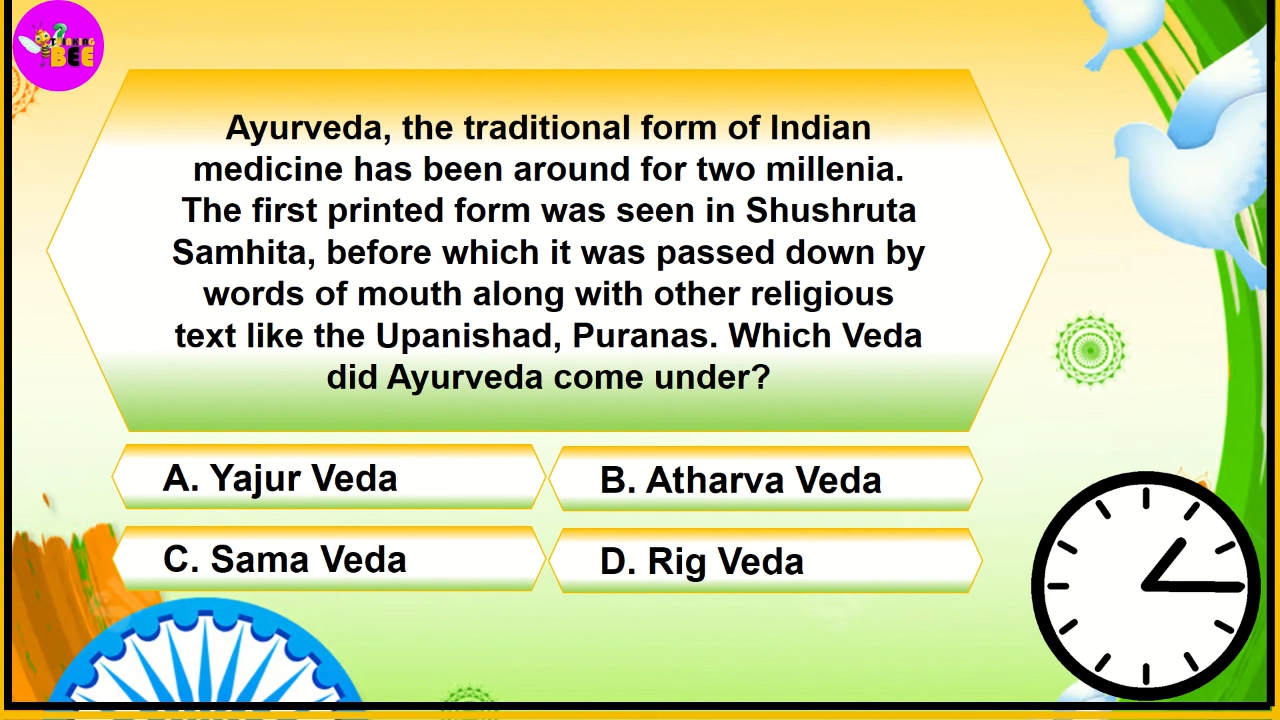 THINKING
BEE
Ayurveda, the traditional form of Indian
medicine has been around for two millenia.
The first printed form was seen in Shushruta
Samhita, before which it was passed down by
words of mouth along with other religious
text like the Upanishad, Puranas. Which Veda
did Ayurveda come under?
A. Yajur Veda
B. Atharva Veda
C. Sama Veda
D. Rig Veda